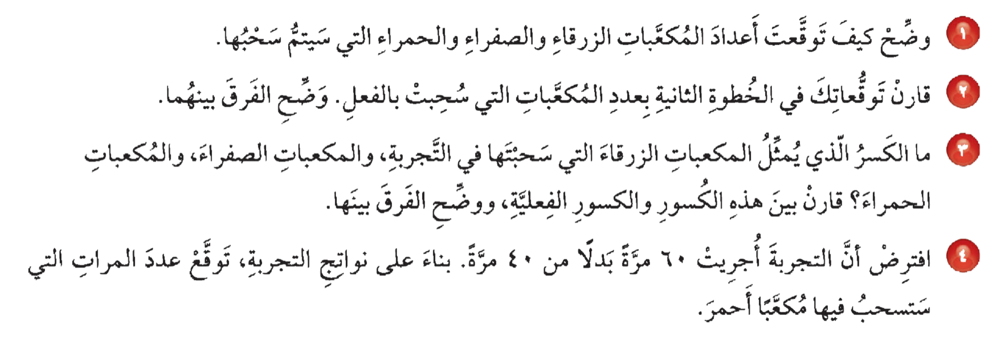 ١ وضِّحْ كيفَ تَوقَّعتَ أَعدادَ المُكعَّباتِ الزرقاءِ والصفراءِ والحمراءِ التي سَيتمُّ سَحْبُها.
٢ قارنْ تَوقُّعاتِكَ في الخُطوةِ الثانيةِ بِعددِ المُكعَّباتِ التي سُحِبتْ بالفعلِ. وَضِّحِ الفَرقَ بينهُما.
٣ ما الكَسرُ الّذي يُمثِّلُ المكعباتِ الزرقاءَ التي سَحبْتَها في التَّجربةِ، والمكعباتِ الصفراءَ، والمُكعباتِ
الحمراءَ؟ قارنْ بينَ هذهِ الكُسورِ والكسورِ الفِعليَّةِ، ووضِّحِ الفَرقَ بينَها.
٤ افترِضْ أنَّ التجربةَ أُجرِيتْ ٦٠ مرَّةً بَدلًا من ٤٠ مرَّةً. بناءَ على نواتِجِ التجربةِ، تَوقَّعْ عددَ المراتِ التي
سَتسحبُ فيها مُكعَّبًا أَحمرَ.